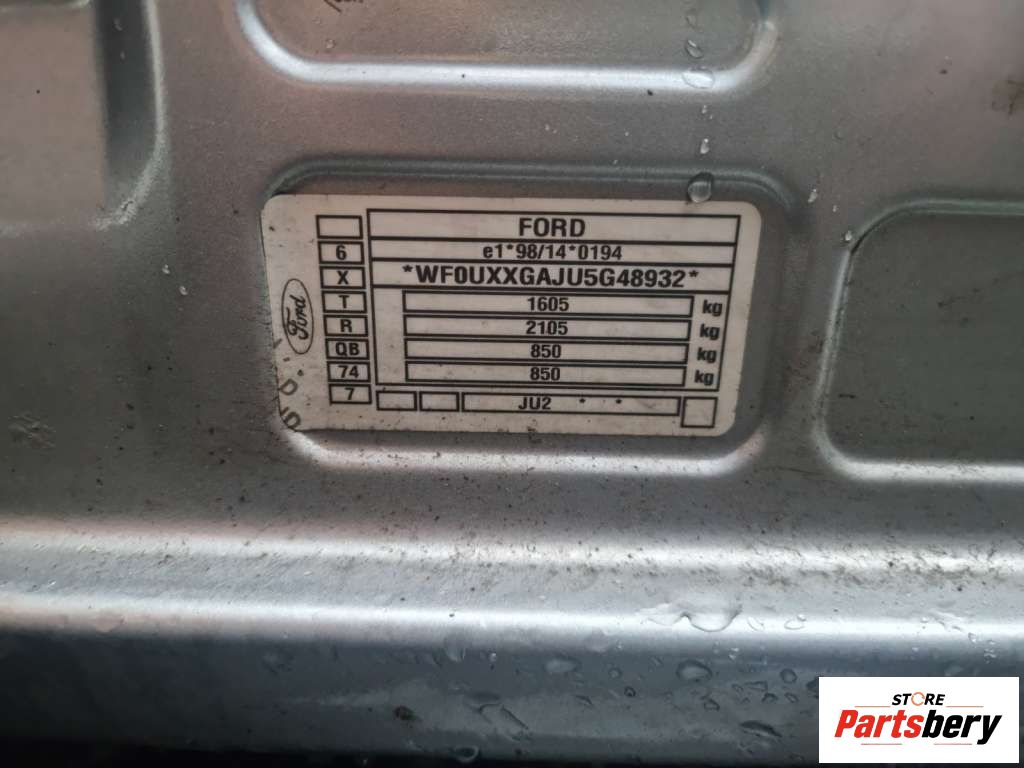 FORD
6
e1*98/14*0194
X
*WF0UXXGAJU5G48932*
T
1605 kg
R
2105 kg
QB
850 kg
74
850 kg
7
JU2 * *
Ford
STORE
Partsbery